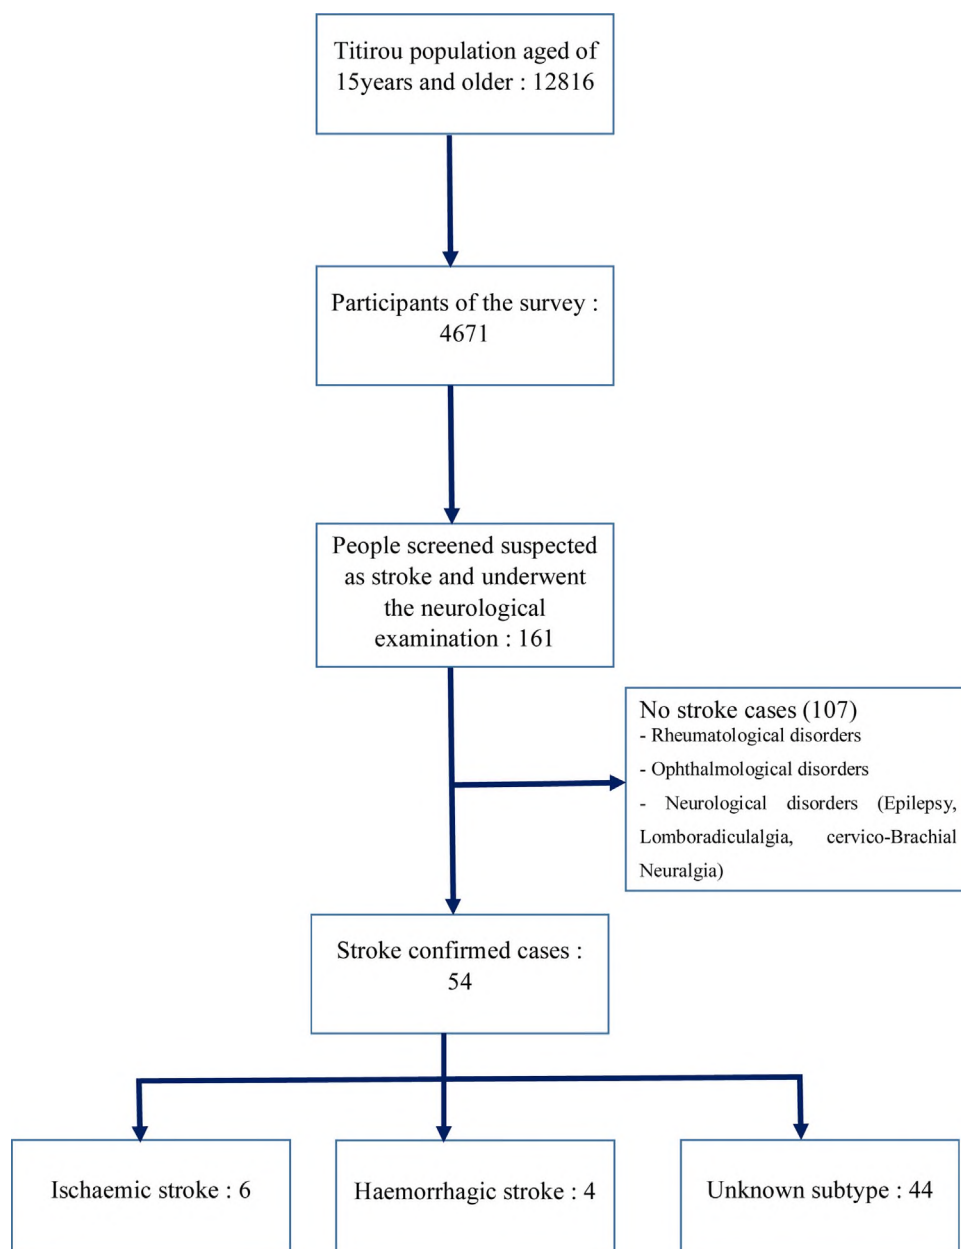 Titirou population aged of
15years and older : 12816
Participants of the survey :
4671
People screened suspected
as stroke and underwent
the neurological
examination : 161
No stroke cases (107)
- Rheumatological disorders
- Ophthalmological disorders
- Neurological disorders (Epilepsy,
Lomboradiculalgia, cervico-Brachial
Neuralgia)
Stroke confirmed cases :
54
Ischaemic stroke : 6
Haemorrhagic stroke : 4
Unknown subtype : 44